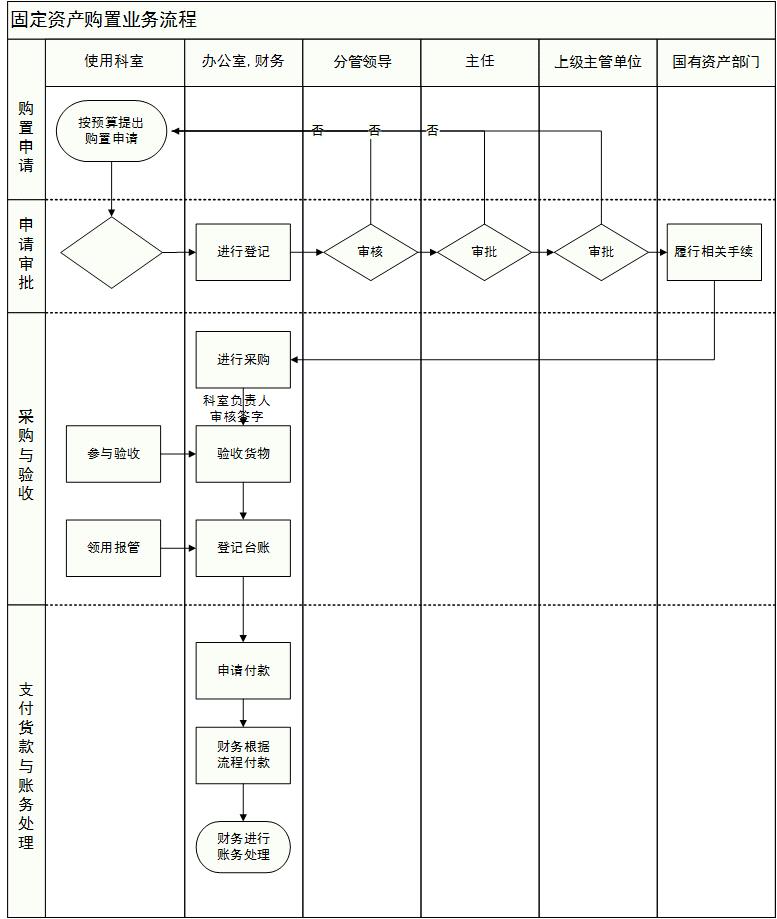 固定资产购置业务流程
使用科室
办公室,财务
分管领导
主任
上级主管单位
国有资产部门
购置申请
按预算提出
购置申请
否
否
否
申请审批
进行登记
审核
审批
审批
履行相关手续
采购与验收
进行采购
科室负责人
审核签字
参与验收
验收货物
领用报管
登记台账
支付货款与账务处理
申请付款
财务根据
流程付款
财务进行
账务处理